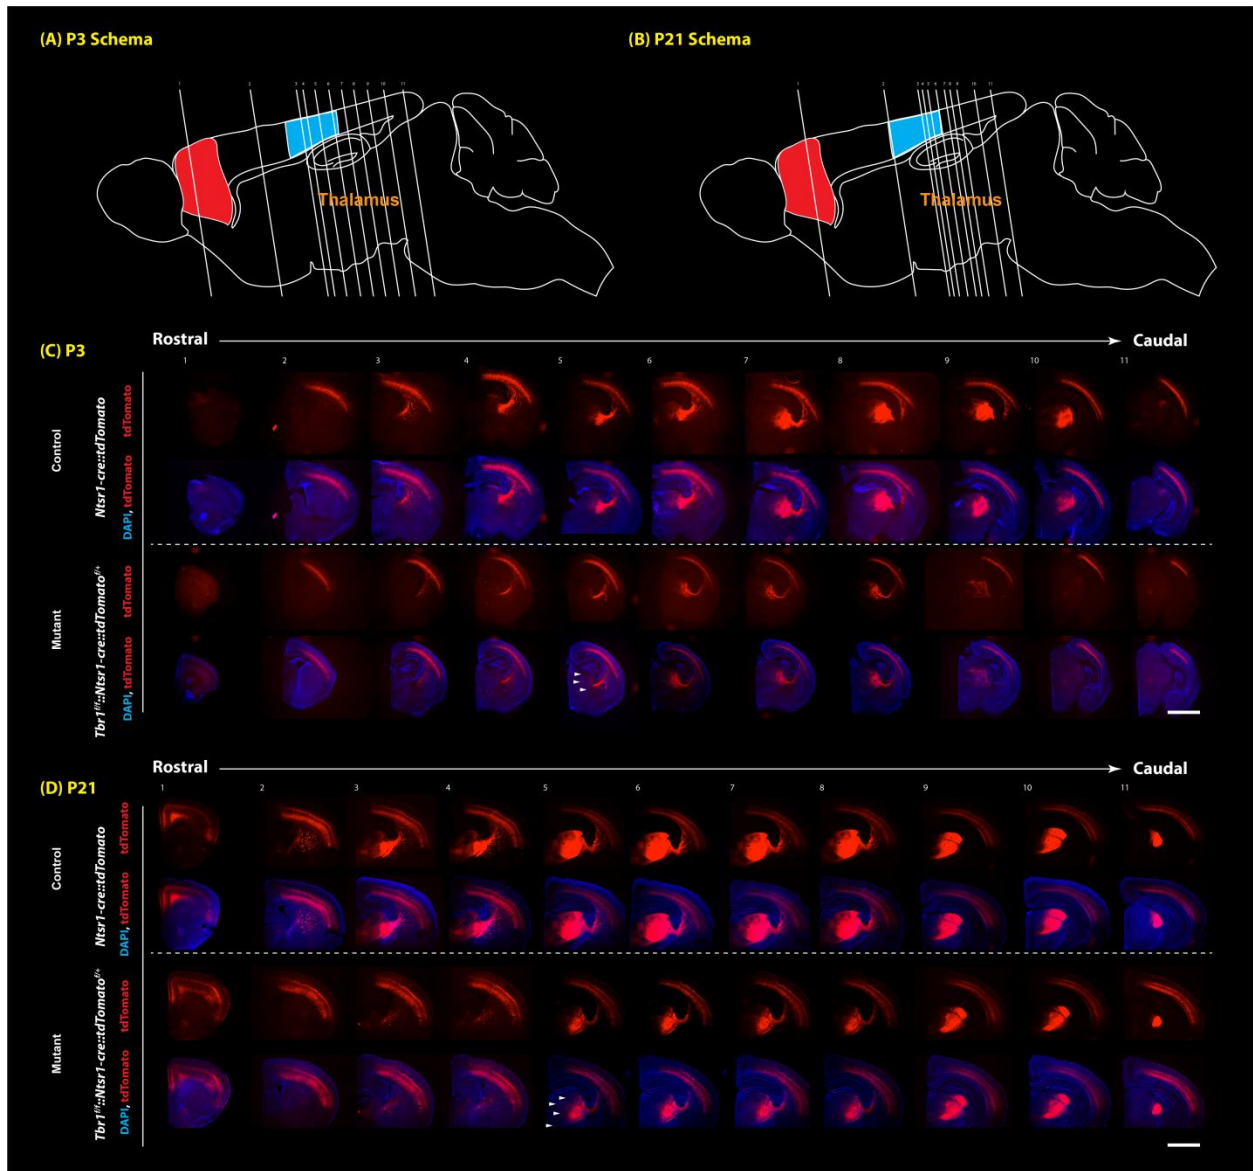 (A) P3 Schema
(B) P21 Schema
1 2 3 4 5 6 7 8 9 10 11
1 2 3 4 5 6 7 8 9 10 11
Thalamus
Thalamus
Rostral Caudal
(C) P3
1 2 3 4 5 6 7 8 9 10 11
Control
Ntsr1-cre::tdTomato
tdTomato
DAPI, tdTomato
Mutant
Tbr1f/f::Ntsr1-cre::tdTomatof/+
tdTomato
DAPI, tdTomato
Rostral Caudal
(D) P21
1 2 3 4 5 6 7 8 9 10 11
Control
Ntsr1-cre::tdTomato
tdTomato
DAPI, tdTomato
Mutant
Tbr1f/f::Ntsr1-cre::tdTomatof/+
tdTomato
DAPI, tdTomato